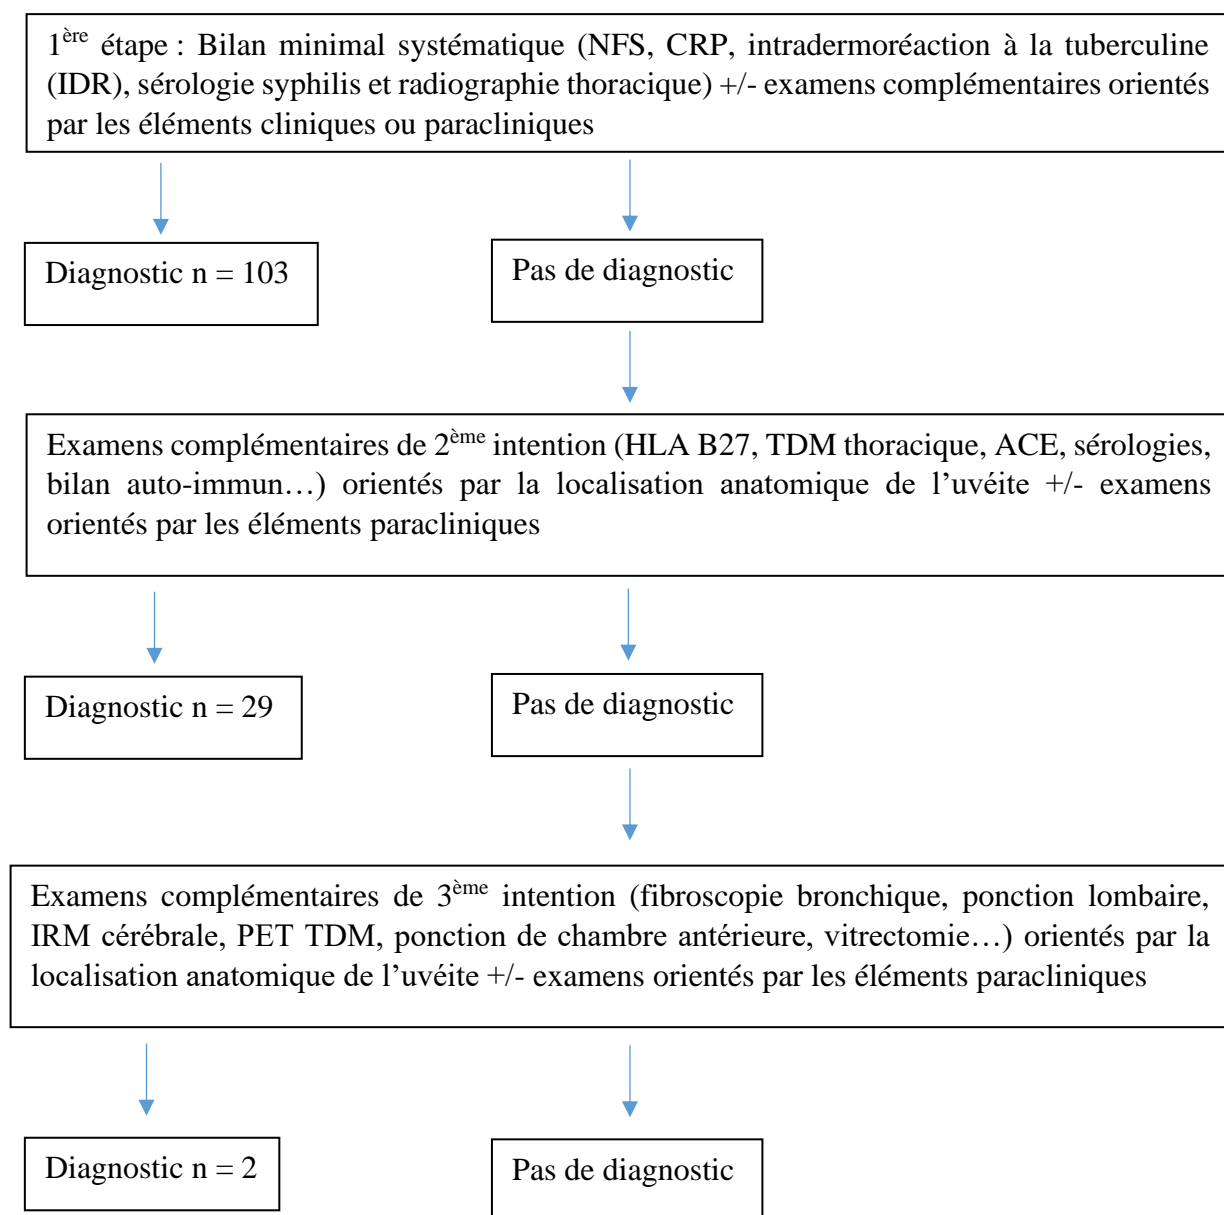 1ère étape : Bilan minimal systématique (NFS, CRP, intradermoréaction à la tuberculine
(IDR), sérologie syphilis et radiographie thoracique) +/- examens complémentaires orientés
par les éléments cliniques ou paracliniques
Diagnostic n = 103
Pas de diagnostic
Examens complémentaires de 2ème intention (HLA B27, TDM thoracique, ACE, sérologies,
bilan auto-immun…) orientés par la localisation anatomique de l’uvéite +/- examens
orientés par les éléments paracliniques
Diagnostic n = 29
Pas de diagnostic
Examens complémentaires de 3ème intention (fibroscopie bronchique, ponction lombaire,
IRM cérébrale, PET TDM, ponction de chambre antérieure, vitrectomie…) orientés par la
localisation anatomique de l’uvéite +/- examens orientés par les éléments paracliniques
Diagnostic n = 2
Pas de diagnostic